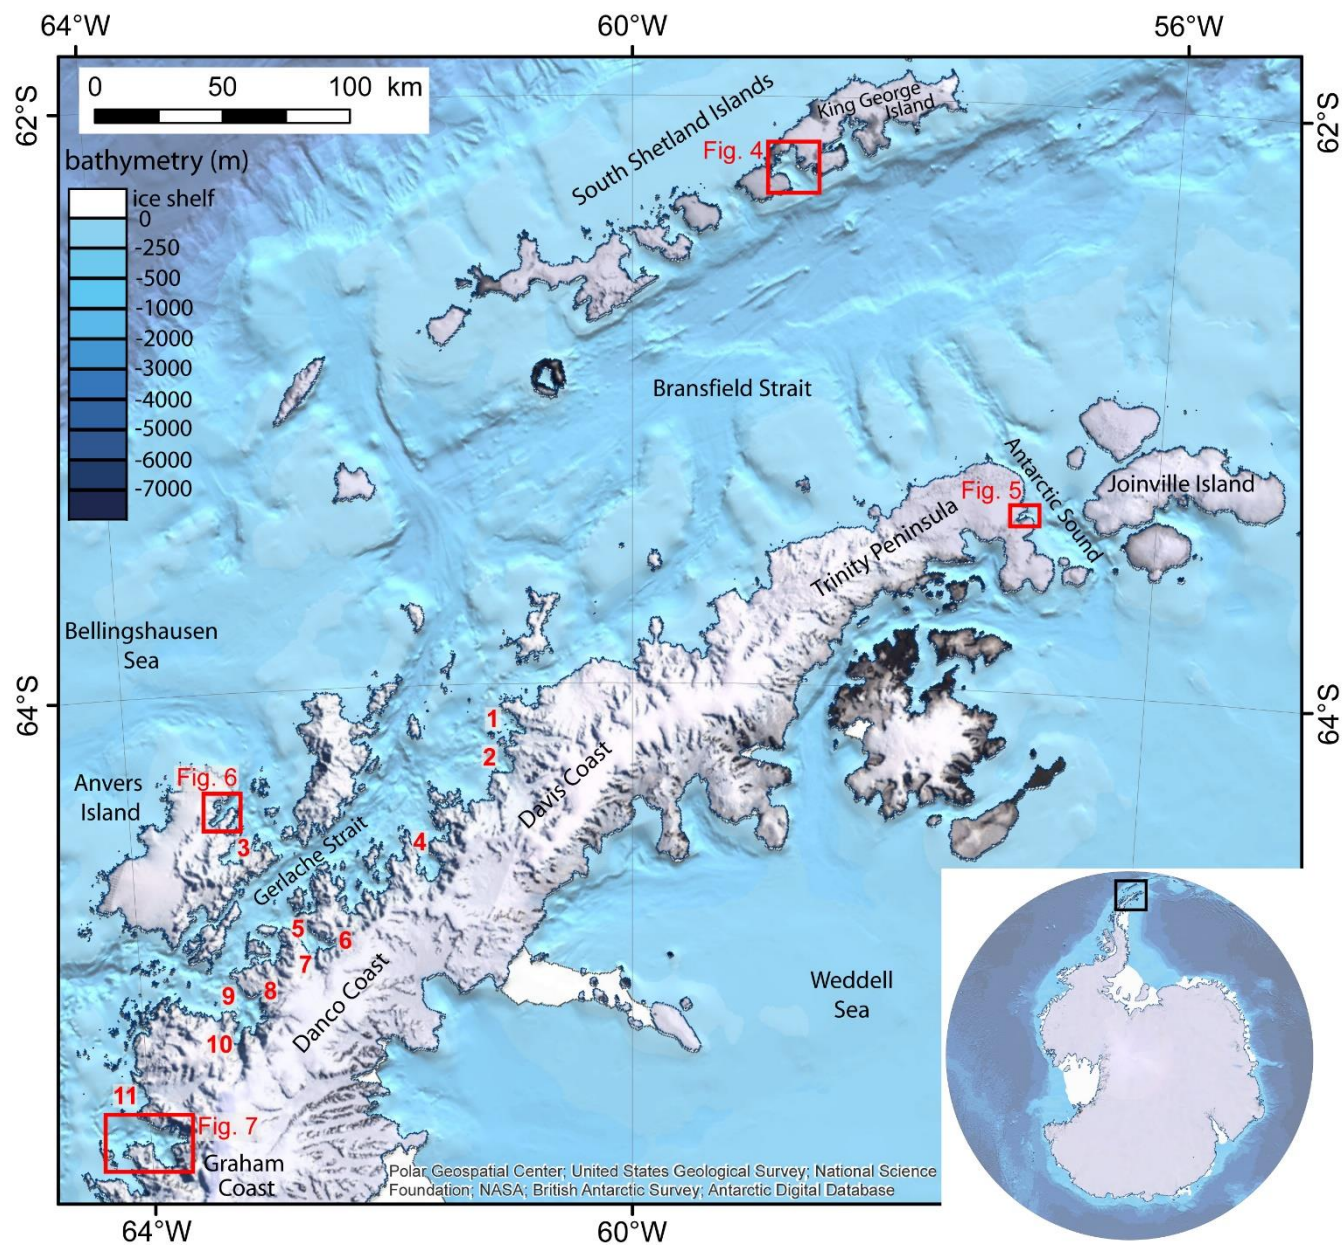 64°W
60°W
56°W
0
50
100
km
62°S
62°S
bathymetry (m)
ice shelf
0
-250
-500
-1000
-2000
-3000
-4000
-5000
-6000
-7000
South Shetland Islands
King George
Island
Fig. 4
Bransfield Strait
Antarctic Sound
Joinville Island
Fig. 5
Trinity Peninsula
Bellingshausen
Sea
64°S
64°S
1
2
Davis Coast
Anvers
Island
Fig. 6
3
Gerlache Strait
4
5
6
7
8
9
10
Danco Coast
Weddell
Sea
11
Fig. 7
Graham
Coast
Polar Geospatial Center; United States Geological Survey; National Science
Foundation; NASA; British Antarctic Survey; Antarctic Digital Database
64°W
60°W